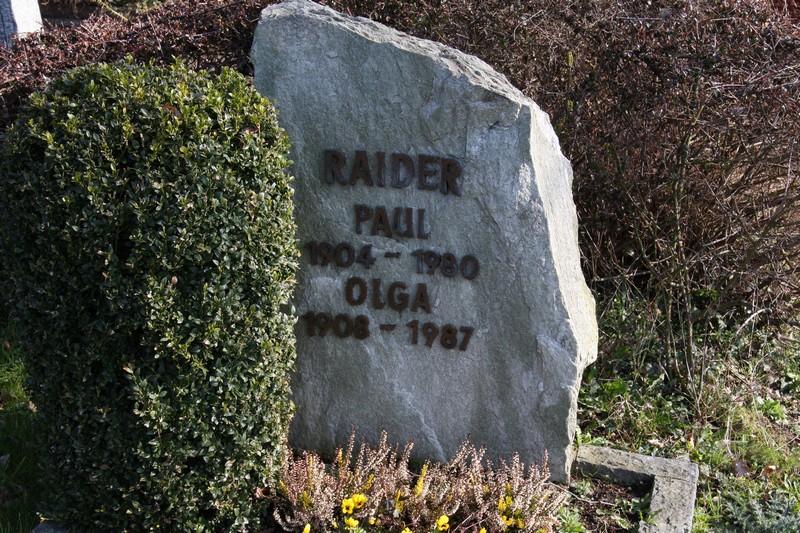 RAIDER
PAUL
1904 - 1980
OLGA
1908 - 1987